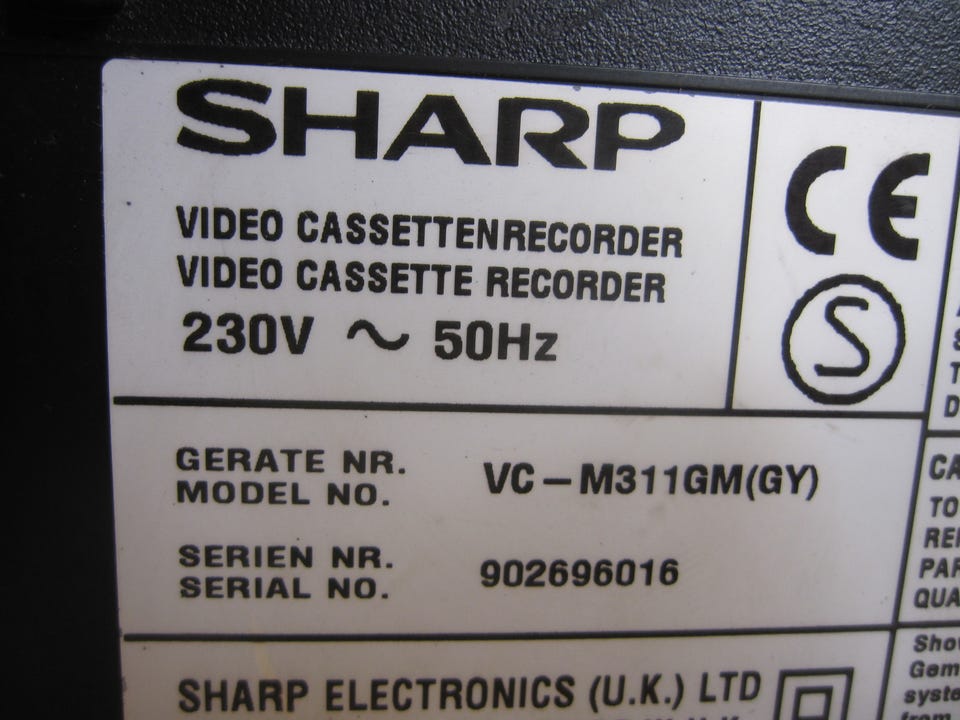 SHARP
VIDEO CASSETTENRECORDER
VIDEO CASSETTE RECORDER
230V ~ 50Hz
CE
S
GERATE NR.
MODEL NO.
VC-M311GM(GY)
SERIEN NR.
SERIAL NO.
902696016
SHARP ELECTRONICS (U.K.) LTD
TO